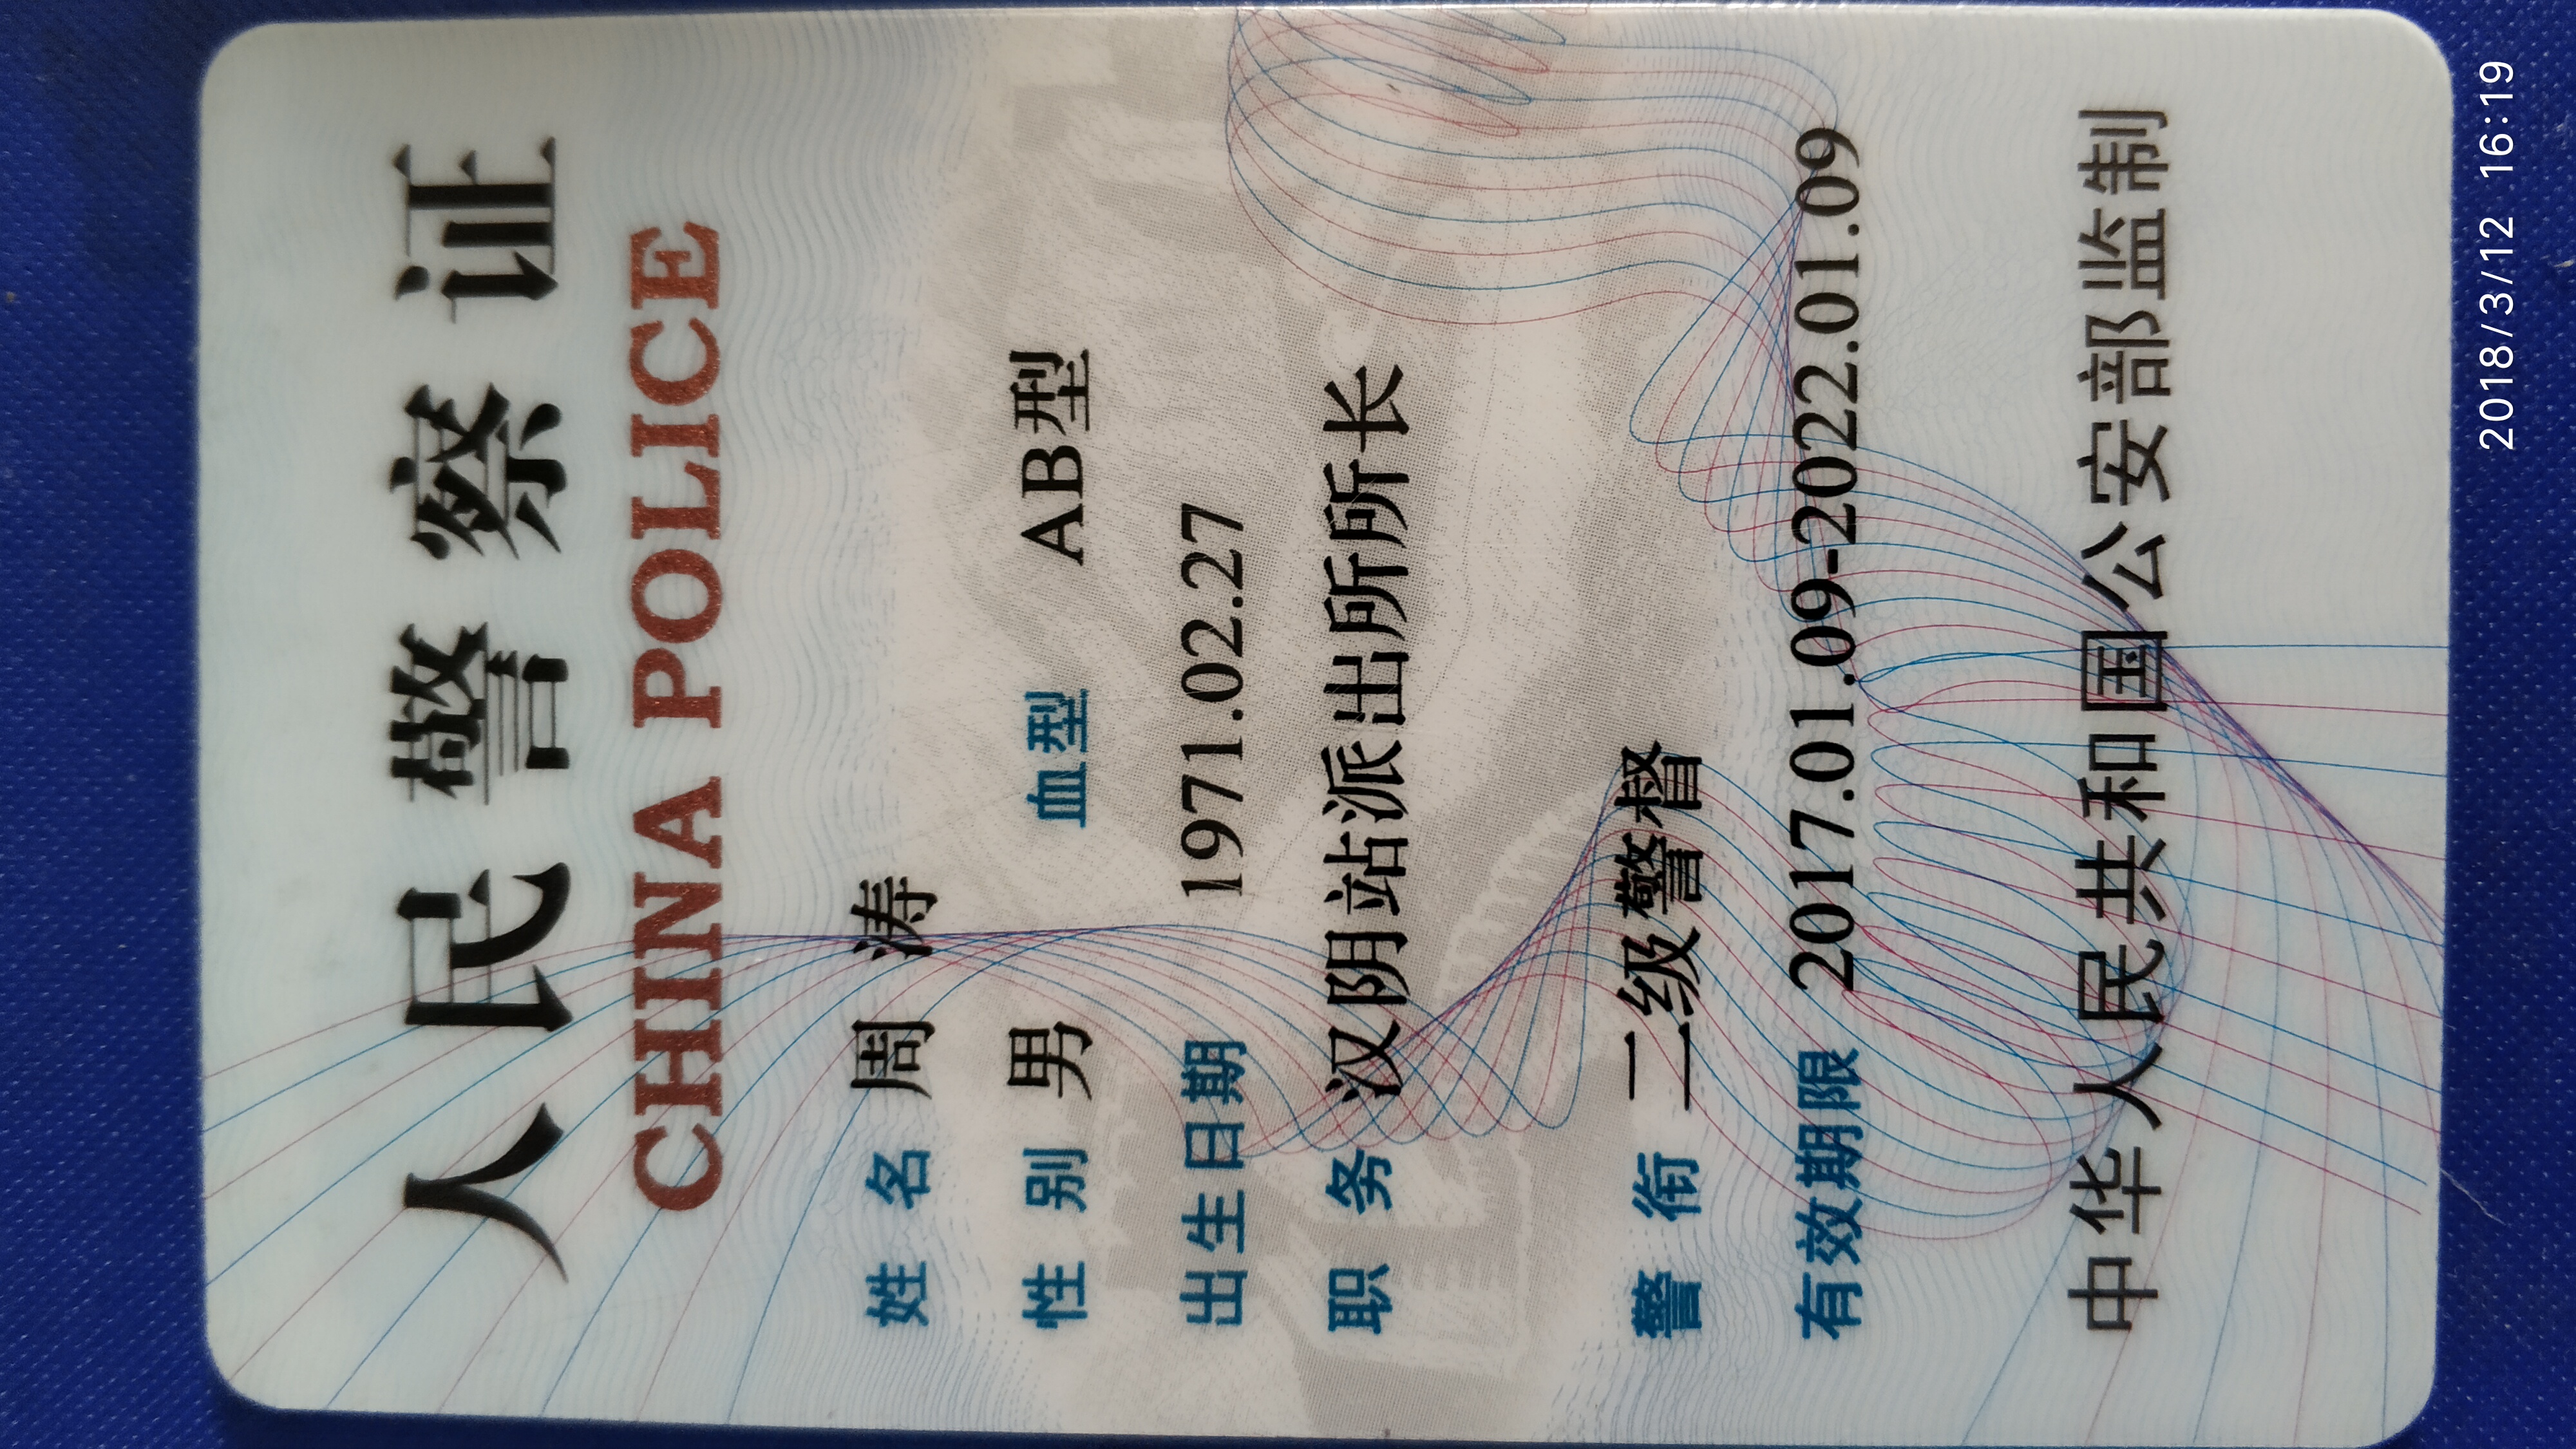 人民警察证
CHINA POLICE
姓名 周涛
性别 男 血型 AB型
出生日期 1971.02.27
职务 汉阴站派出所所长
警衔 二级警督
有效期限 2017.01.09-2022.01.09
中华人民共和国公安部监制
2018/3/12 16:19